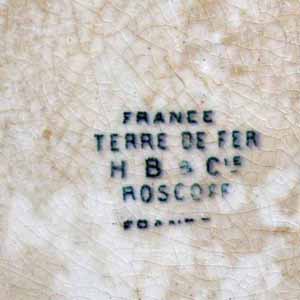 FRANCE
TERRE DE FER
H B & Cie
ROSCOFF